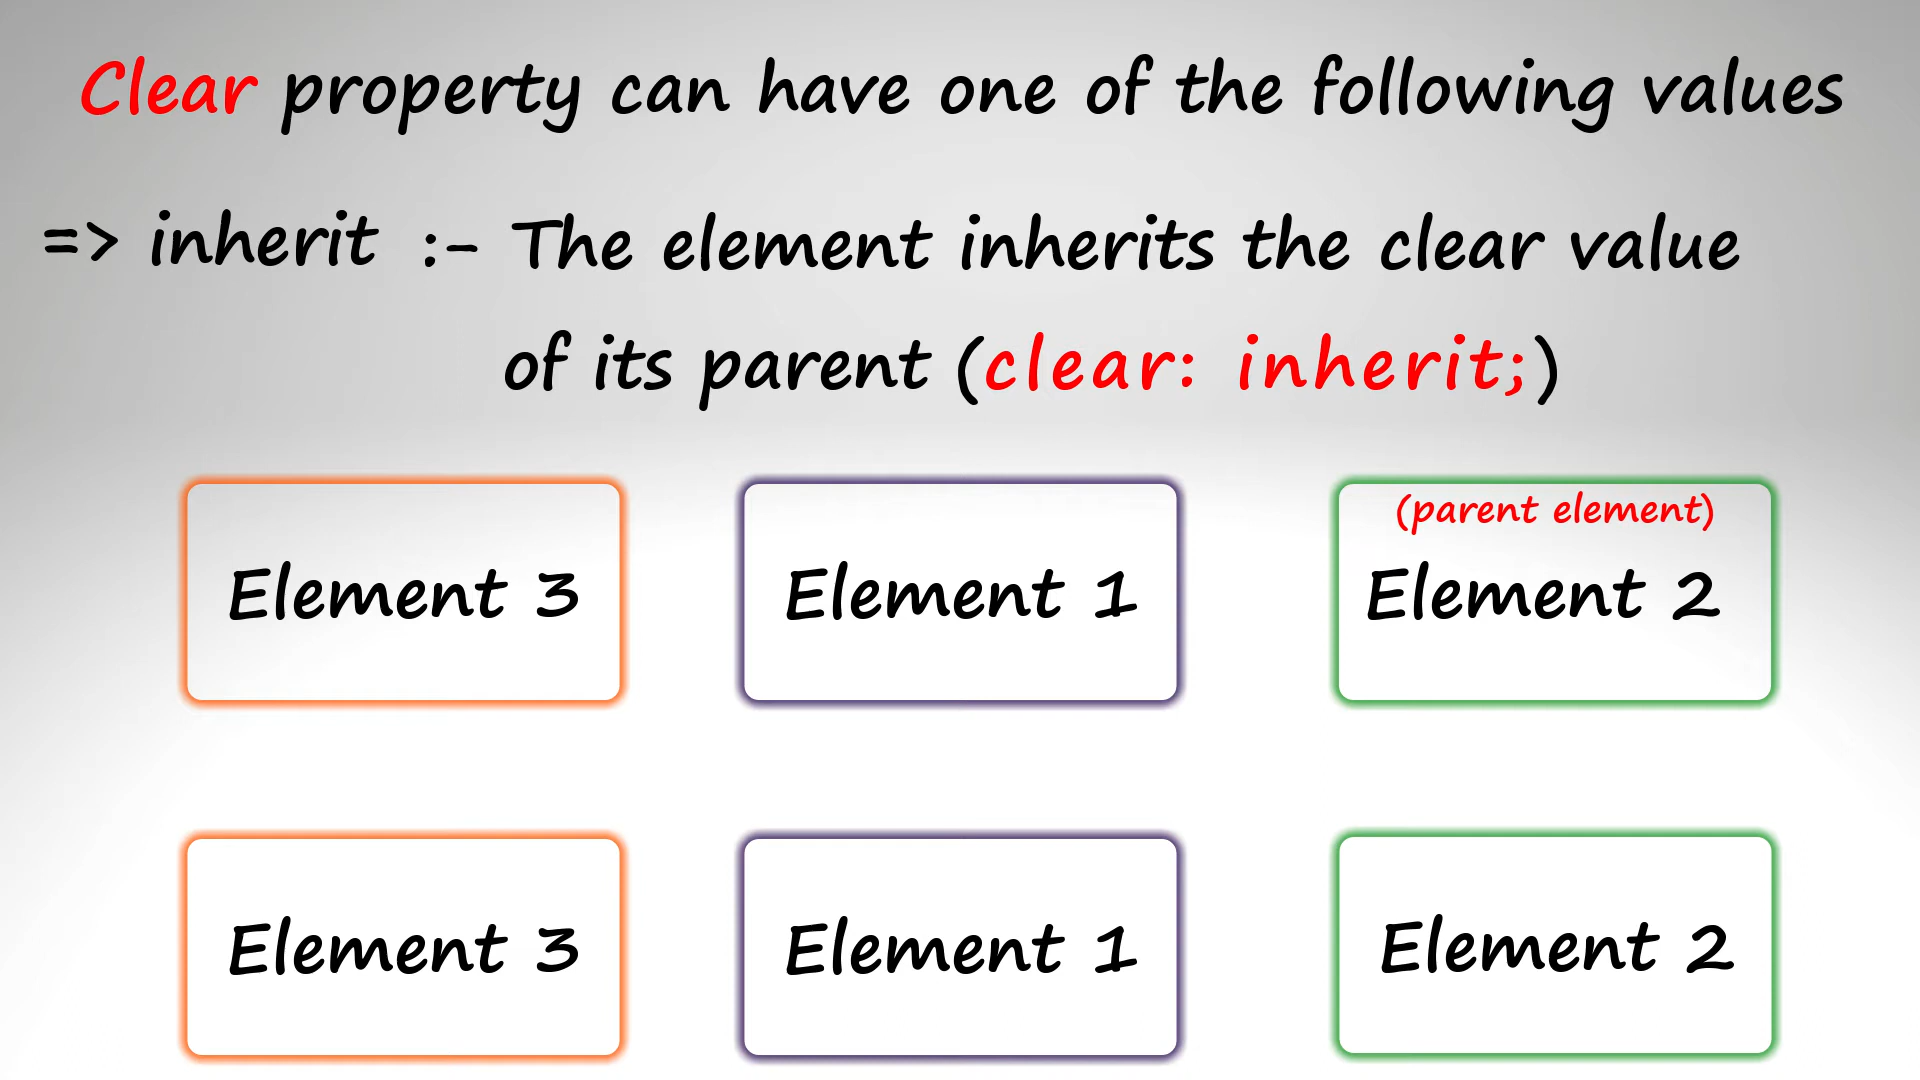 Clear property can have one of the following values
=> inherit :- The element inherits the clear value
of its parent (clear: inherit;)
(parent element)
Element 3 Element 1 Element 2
Element 3 Element 1 Element 2